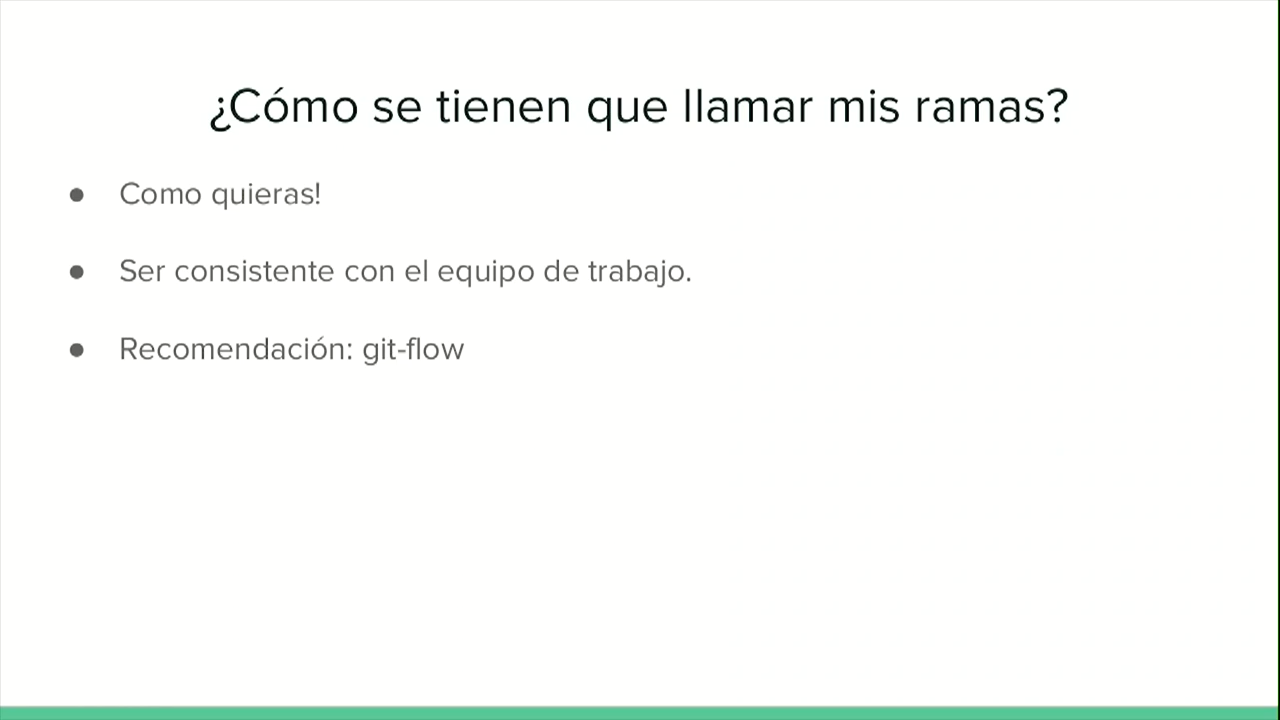 ¿Cómo se tienen que llamar mis ramas?
● Como quieras!
● Ser consistente con el equipo de trabajo.
● Recomendación: git-flow